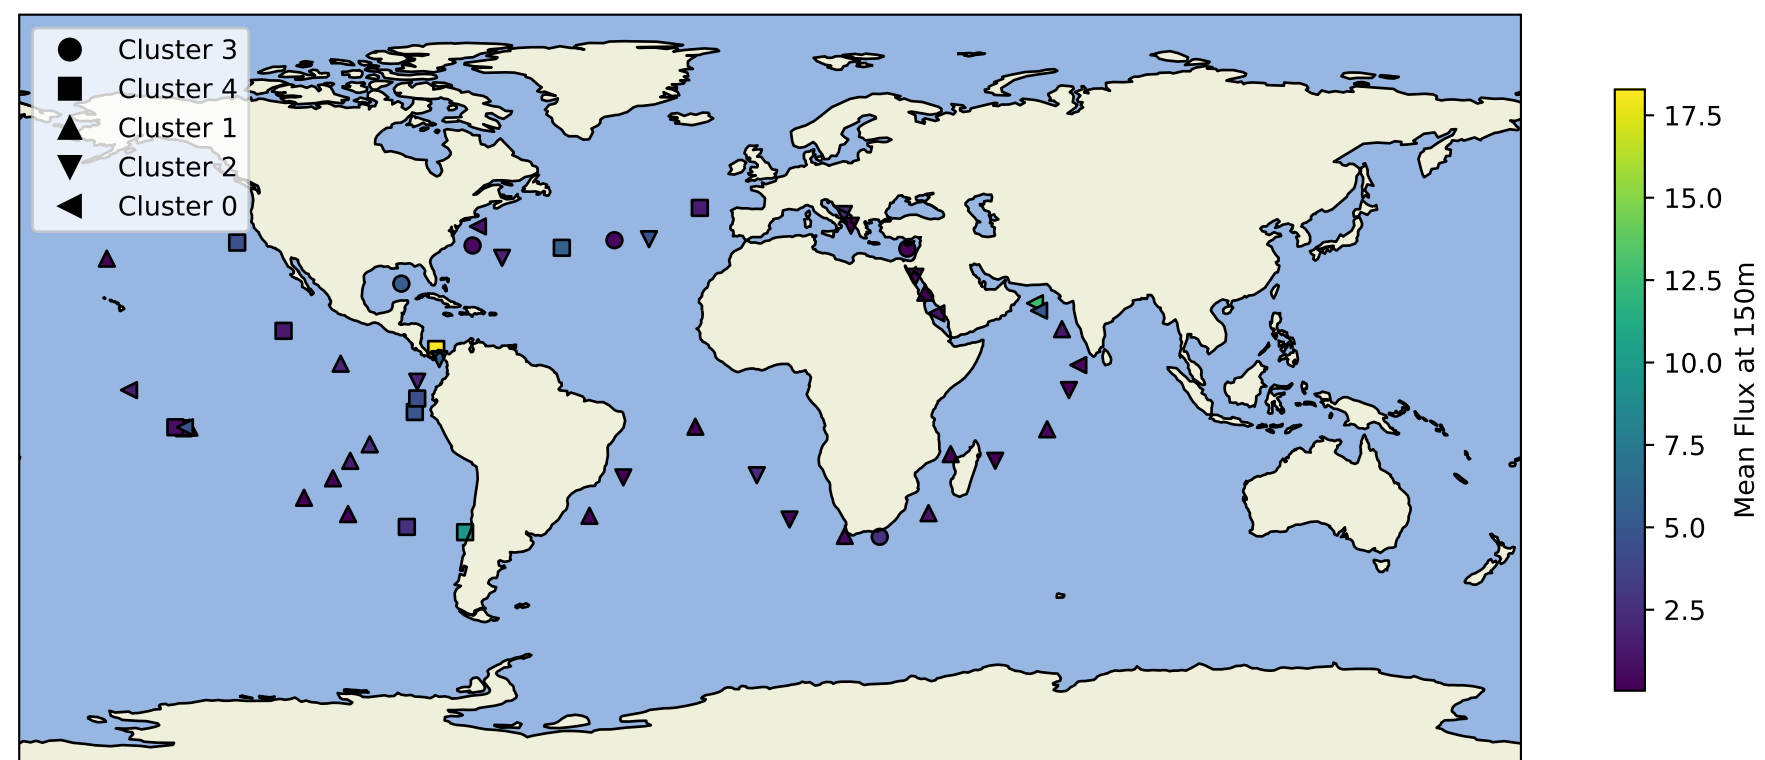 Cluster 3
Cluster 4
Cluster 1
Cluster 2
Cluster 0
17.5
15.0
12.5
10.0
7.5
5.0
2.5
Mean Flux at 150m